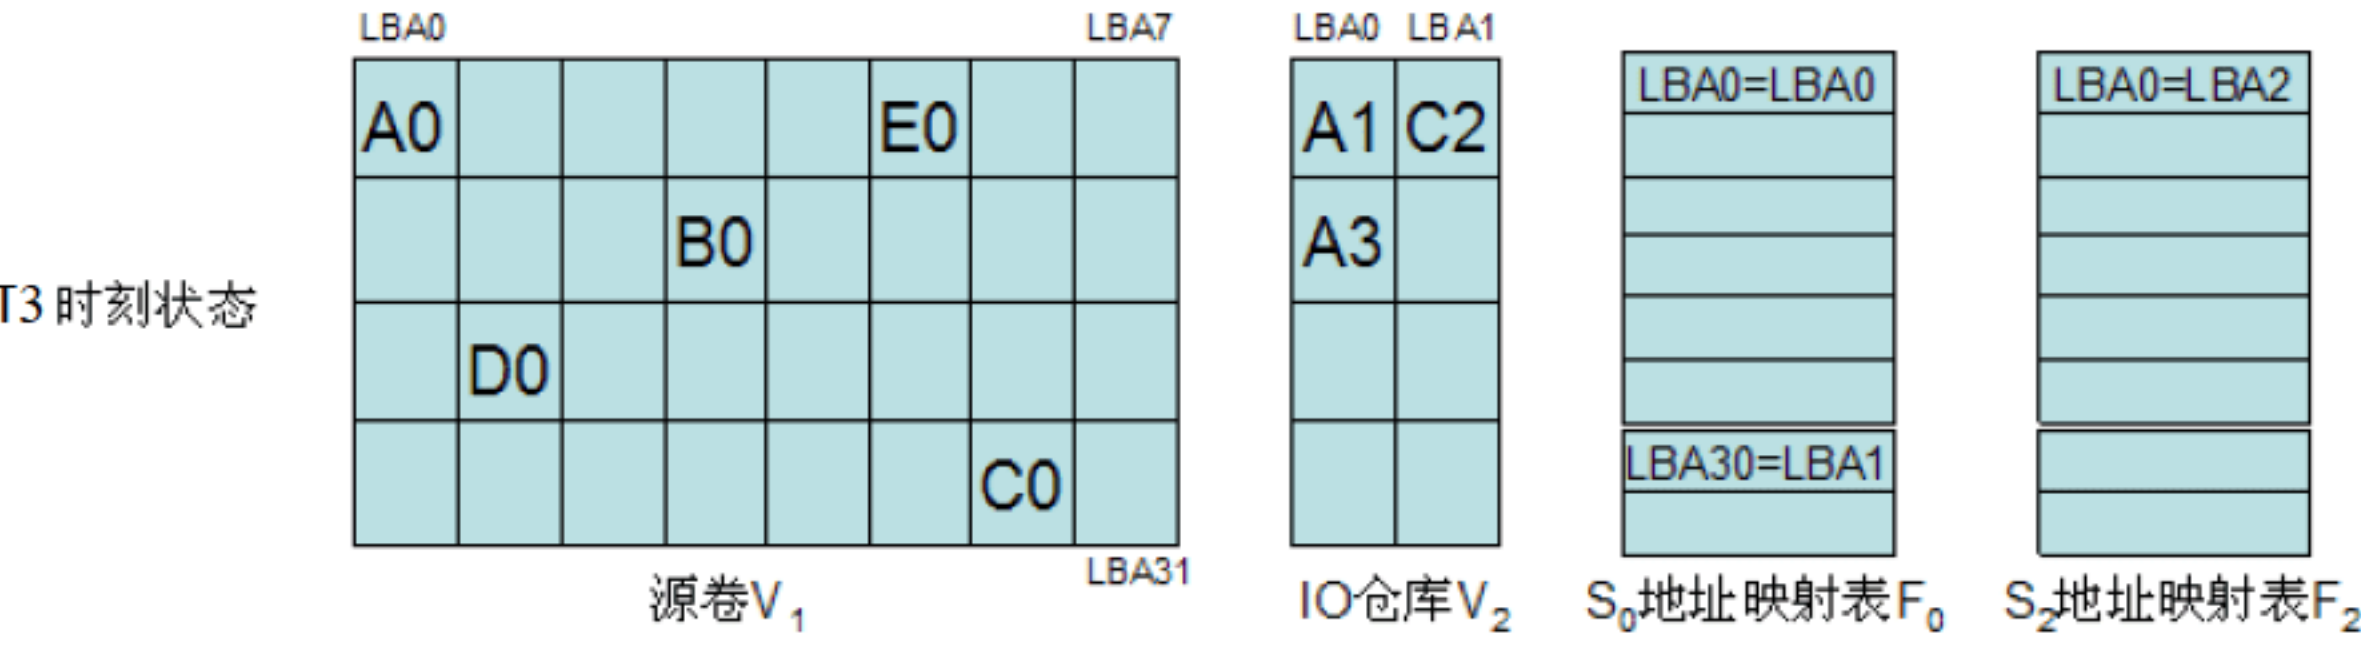 LBA0 LBA7 LBA0 LBA1
LBA0=LBA0 LBA0=LBA2
A0 E0 A1 C2
B0 A3
T3时刻状态
D0
LBA30=LBA1
C0
LBA31
源卷V1 IO仓库V2 S0地址映射表F0 S2地址映射表F2